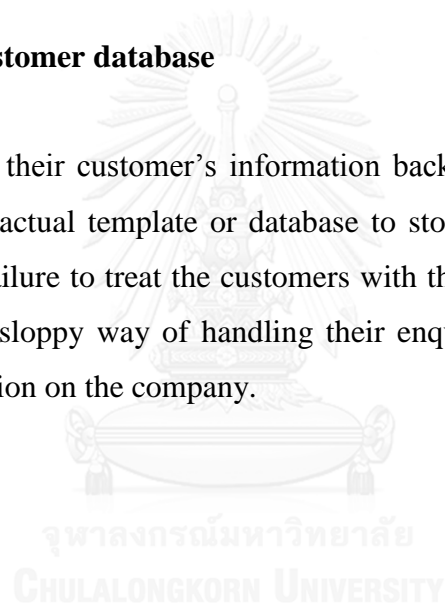 stomer database
their customer's information back
actual template or database to sto
ilure to treat the customers with th
sloppy way of handling their enqu
ion on the company.
จุฬาลงกรณ์มหาวิทยาลัย
CHULALONGKORN UNIVERSITY